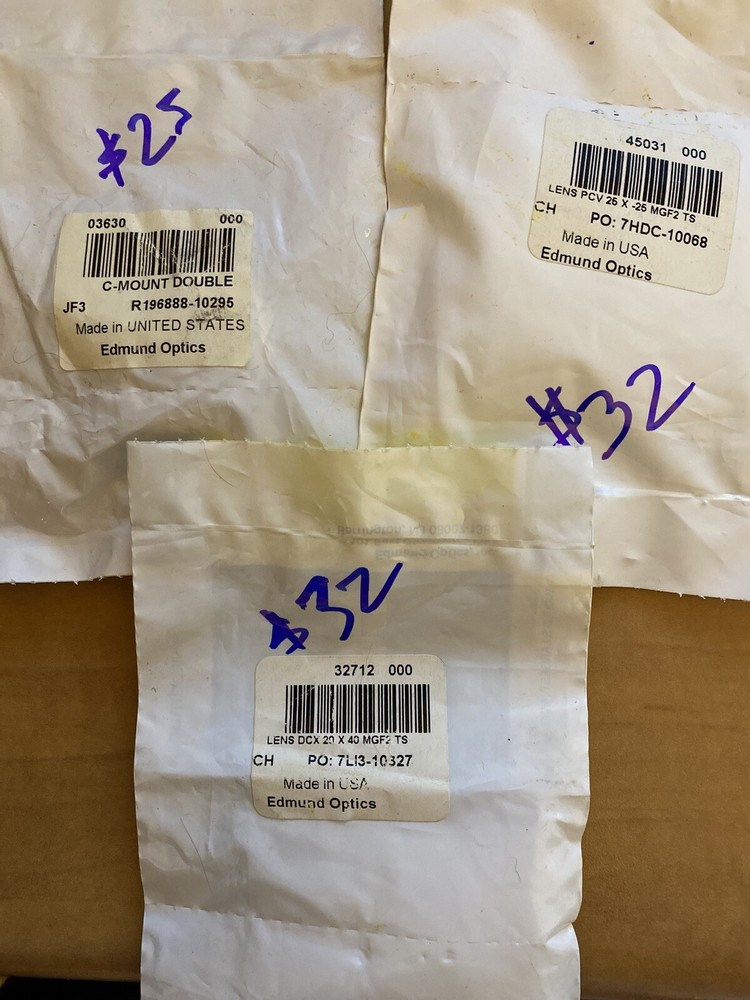 $25
03630 000
C-MOUNT DOUBLE
JF3 R196888-10295
Made in UNITED STATES
Edmund Optics
45031 000
LENS PCV 25 X -25 MGF2 TS
CH PO: 7HDC-10068
Made in USA
Edmund Optics
$32
$32
32712 000
LENS DCX 20 X 40 MGF2 TS
CH PO: 7LI3-10327
Made in USA
Edmund Optics